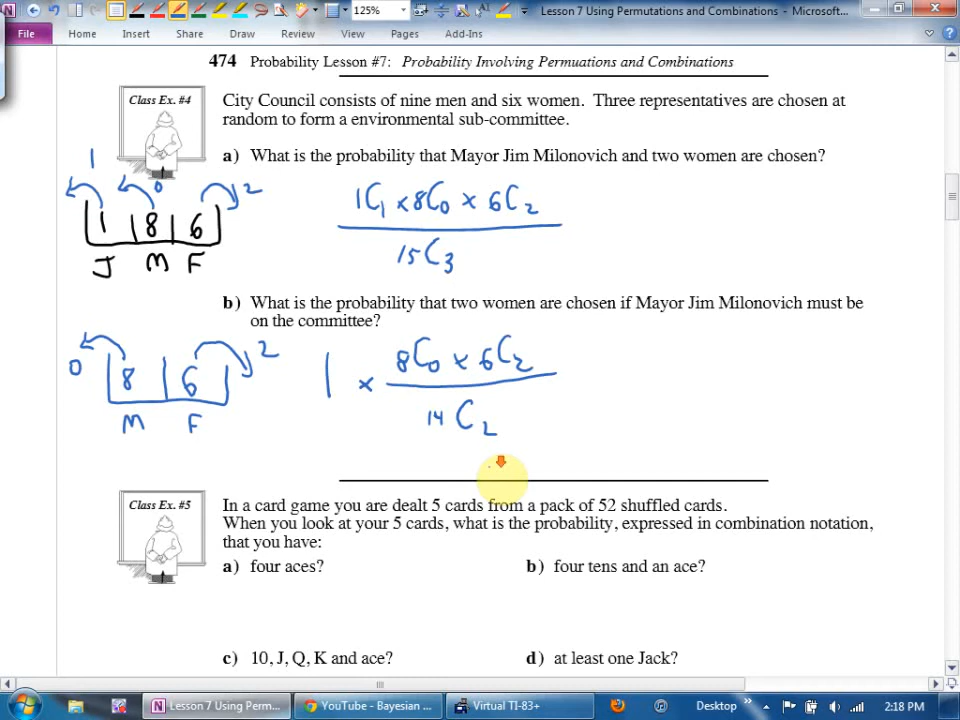 125%
Lesson 7 Using Permutations and Combinations - Microsoft...
File Home Insert Share Draw Review View Pages Add-Ins
474 Probability Lesson #7: Probability Involving Permuations and Combinations
Class Ex. #4
City Council consists of nine men and six women. Three representatives are chosen at
random to form a environmental sub-committee.
a) What is the probability that Mayor Jim Milonovich and two women are chosen?
1 0 2
1 8 6
J M F
1C1 x 8C0 x 6C2
15C3
b) What is the probability that two women are chosen if Mayor Jim Milonovich must be
on the committee?
0 2
8 6
M F
1 x 8C0 x 6C2
14C2
Class Ex. #5
In a card game you are dealt 5 cards from a pack of 52 shuffled cards.
When you look at your 5 cards, what is the probability, expressed in combination notation,
that you have:
a) four aces? b) four tens and an ace?
c) 10, J, Q, K and ace? d) at least one Jack?
Lesson 7 Using Perm... YouTube - Bayesian ... Virtual TI-83+ Desktop 2:18 PM